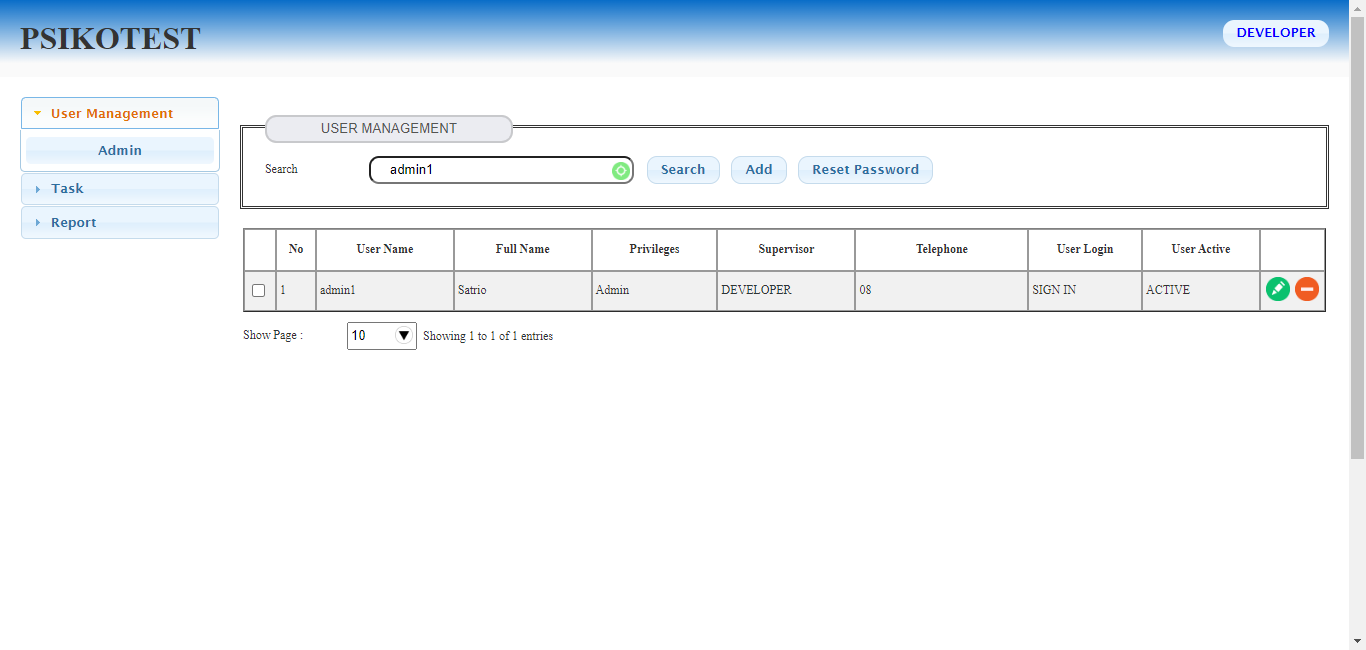 PSIKOTEST
DEVELOPER
User Management
Admin
Task
Report
USER MANAGEMENT
Search admin1 Search Add Reset Password
No User Name Full Name Privileges Supervisor Telephone User Login User Active
1 admin1 Satrio Admin DEVELOPER 08 SIGN IN ACTIVE
Show Page : 10 Showing 1 to 1 of 1 entries